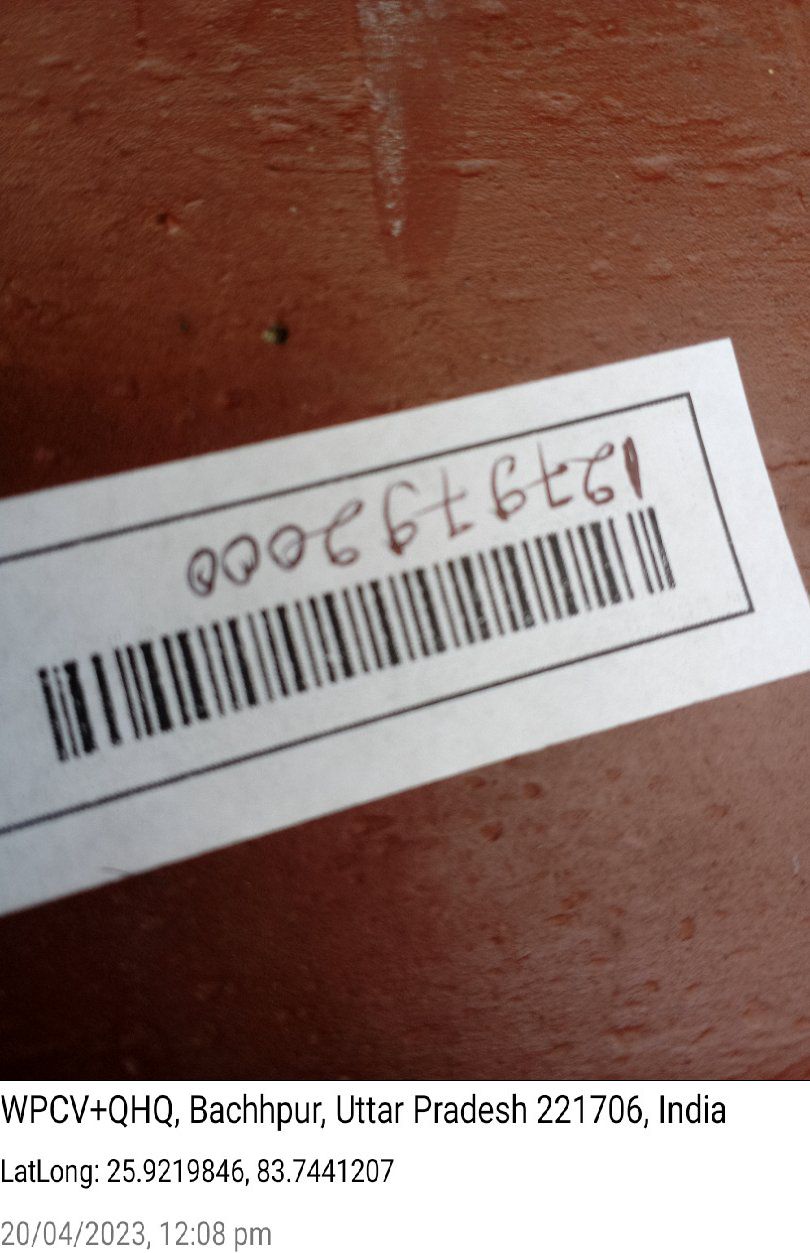 1279792000
WPCV+QHQ, Bachhpur, Uttar Pradesh 221706, India
LatLong: 25.9219846, 83.7441207
20/04/2023, 12:08 pm